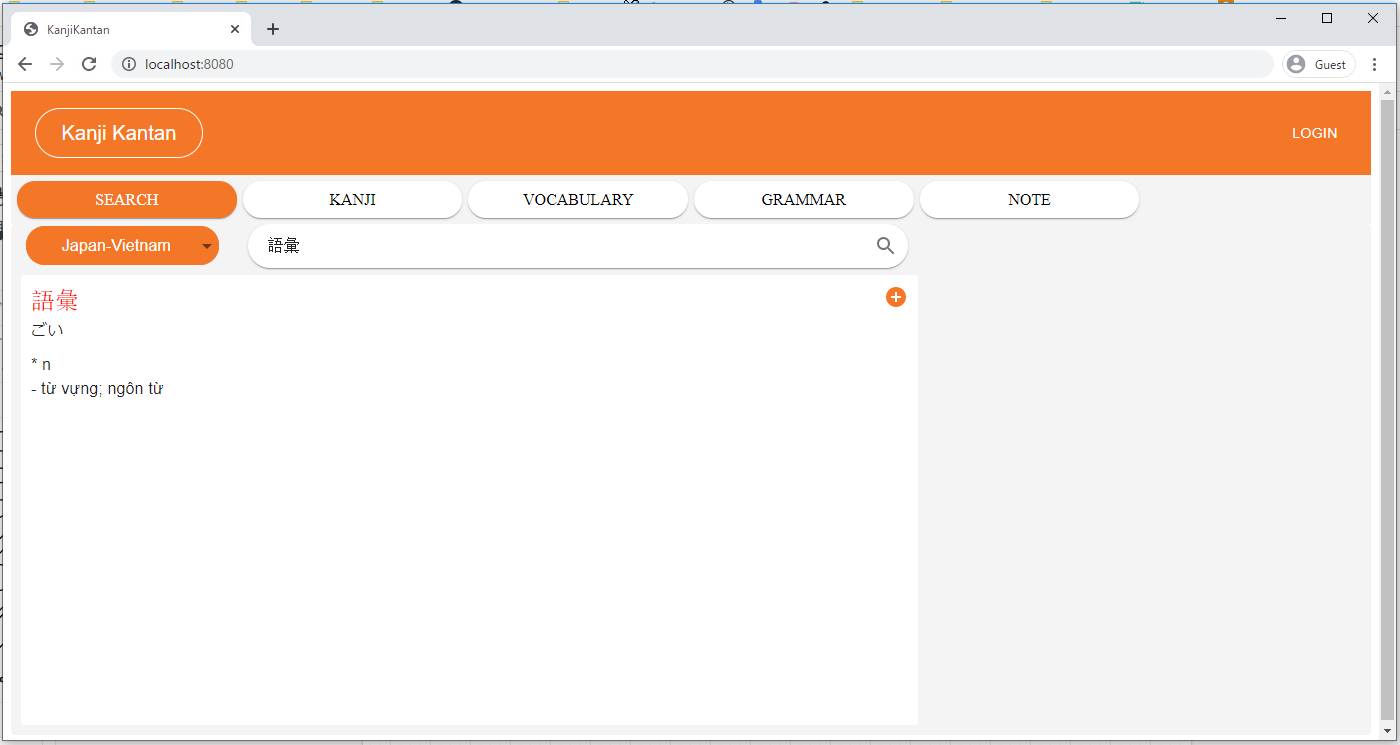 KanjiKantan
localhost:8080
Guest
Kanji Kantan
LOGIN
SEARCH KANJI VOCABULARY GRAMMAR NOTE
Japan-Vietnam 語彙
語彙
ごい
* n
- từ vựng; ngôn từ